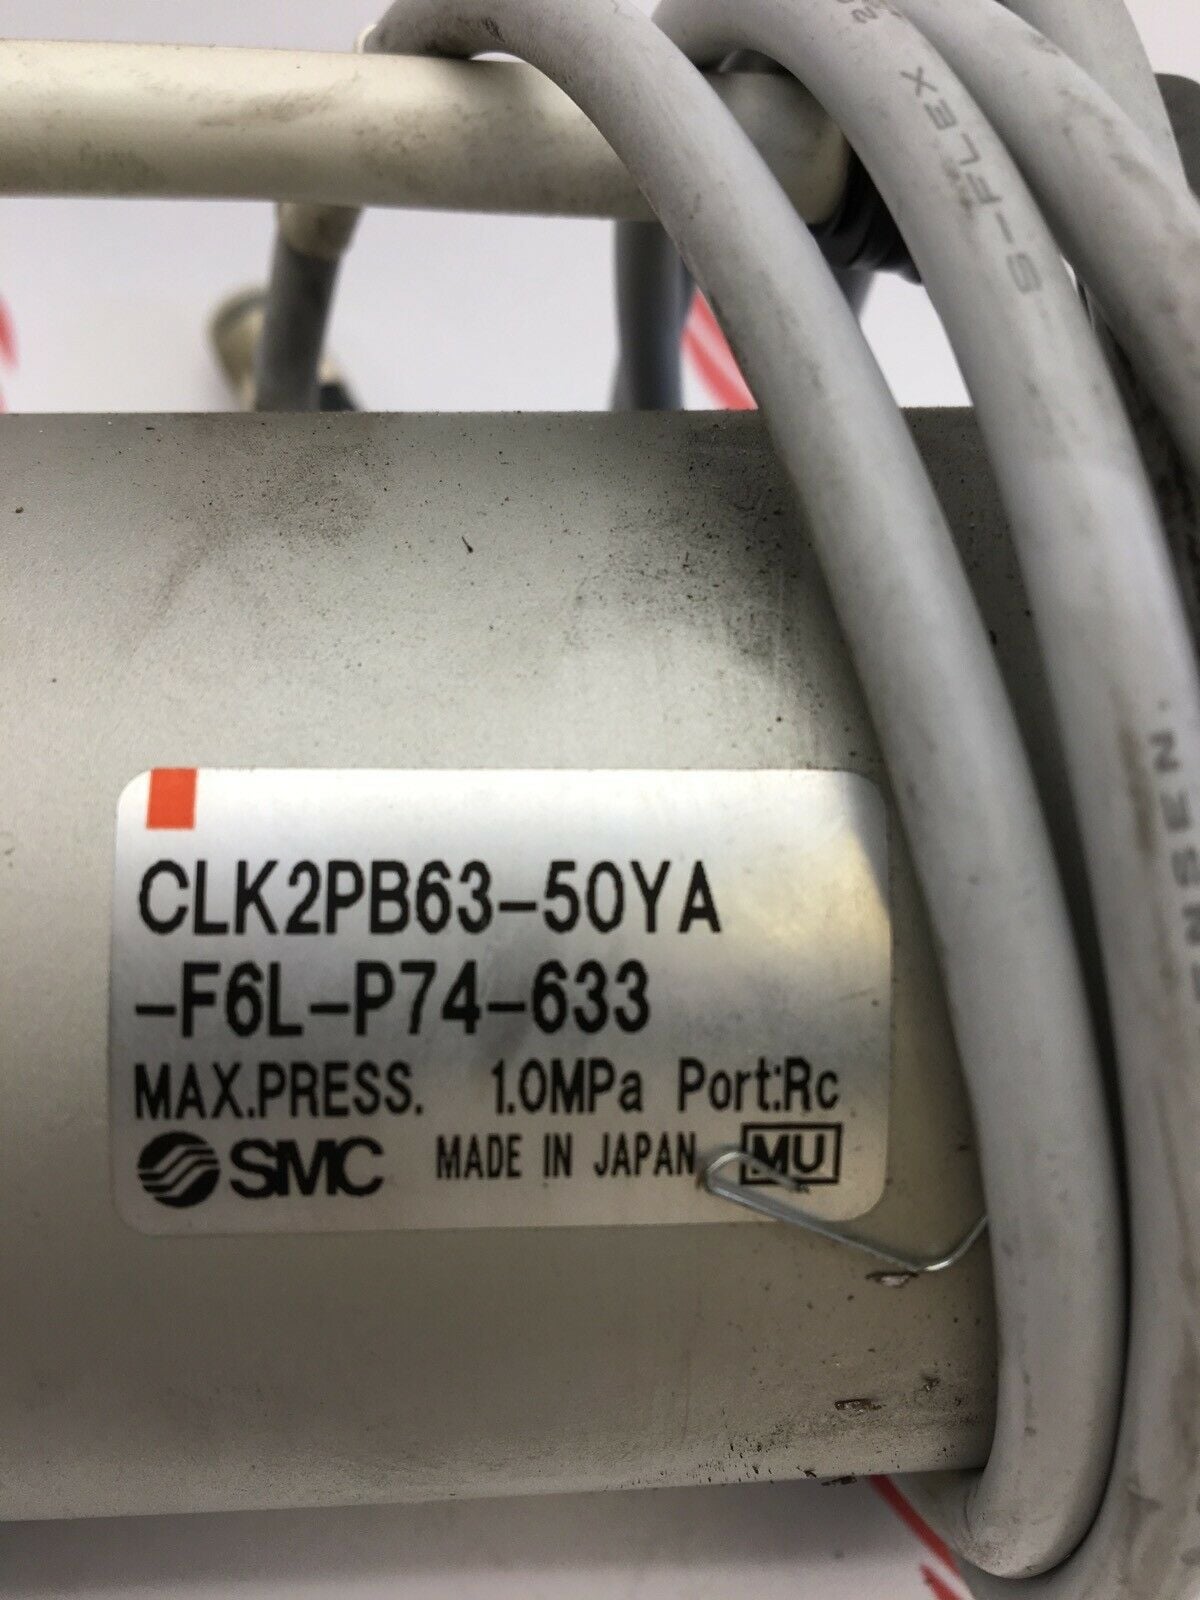 S-FLEX
CLK2PB63-50YA
-F6L-P74-633
MAX.PRESS. 1.0MPa Port:Rc
SMC MADE IN JAPAN MU